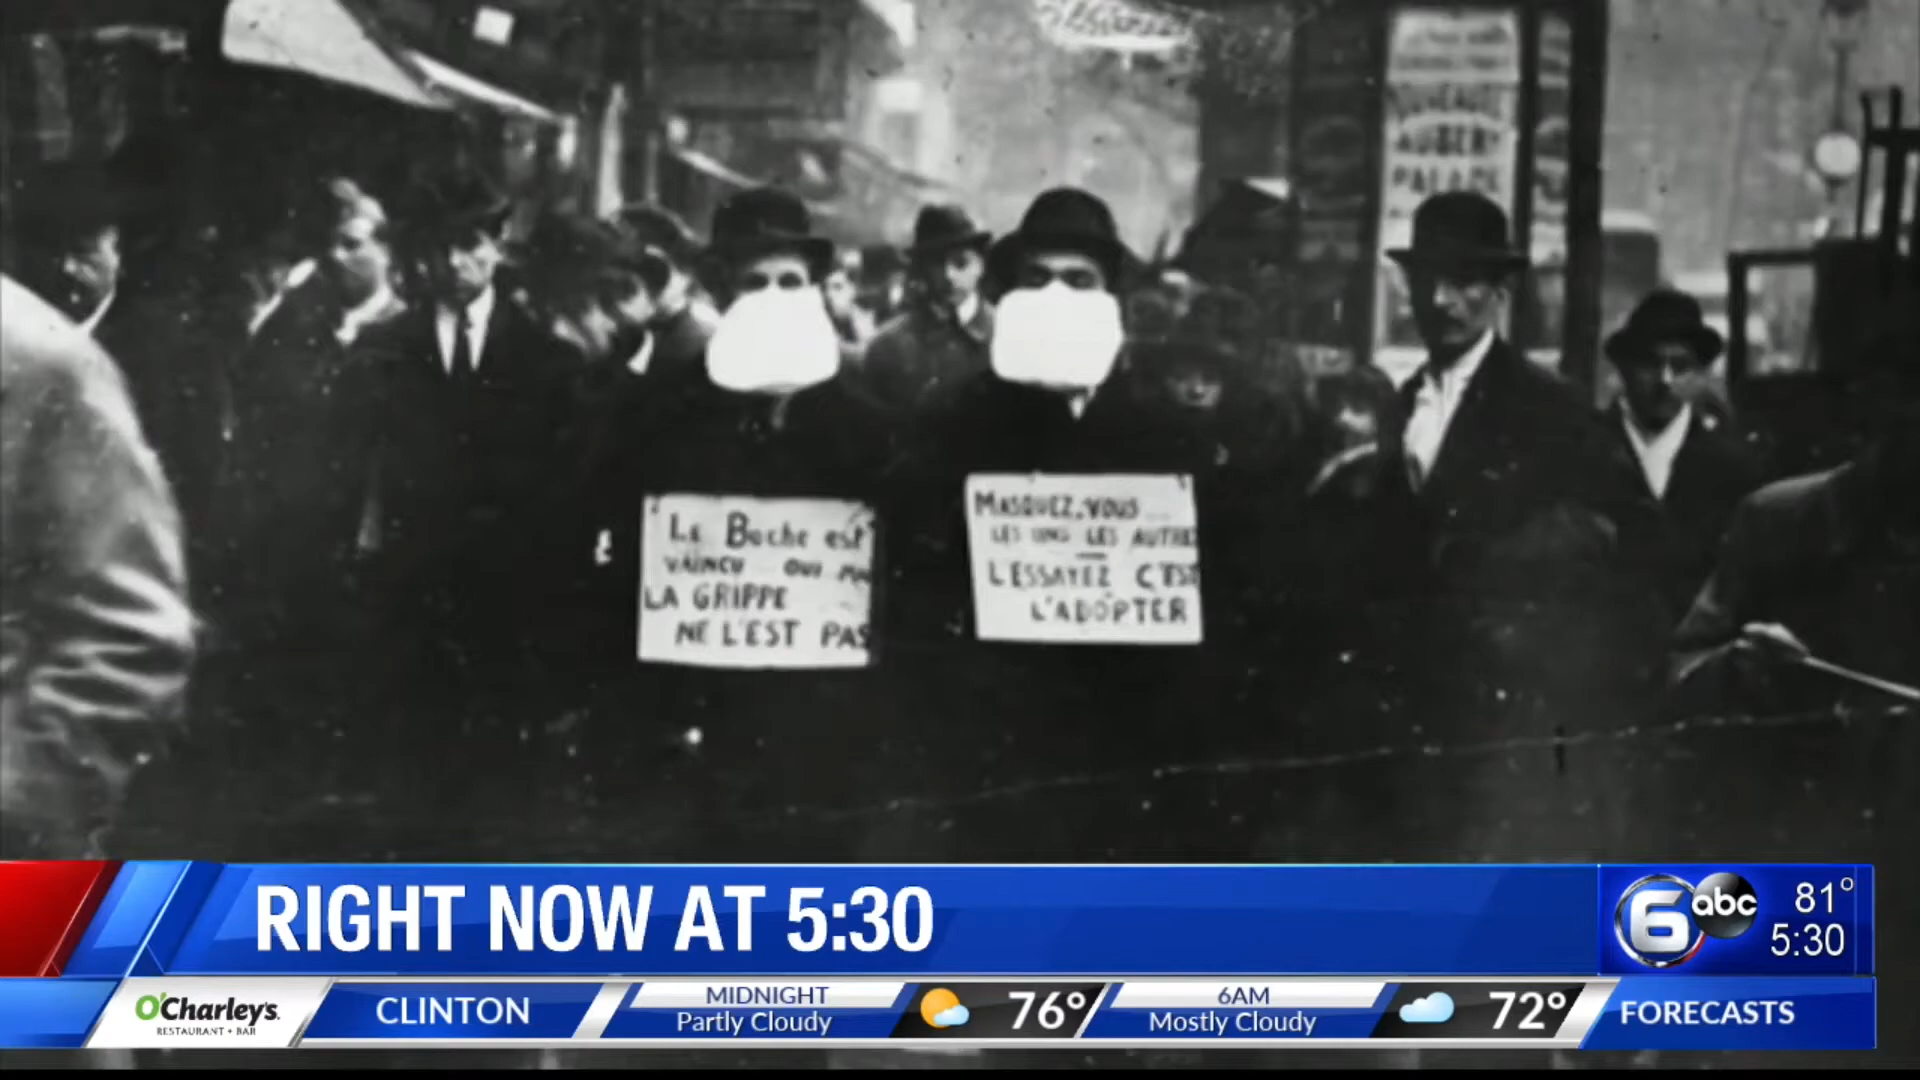 AUBERT
PALACE
Le Boche est
VAINCU
LA GRIPPE
NE L'EST PAS
MASQUEZ-VOUS
LES UNS LES AUTRES
L'ESSAYEZ C'EST
L'ADOPTER
RIGHT NOW AT 5:30
6 abc
81°
5:30
O'Charley's
RESTAURANT + BAR
CLINTON
MIDNIGHT
Partly Cloudy
76°
6AM
Mostly Cloudy
72°
FORECASTS